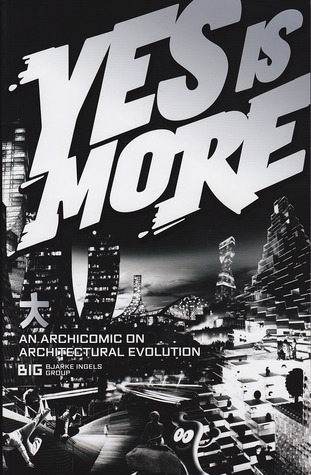 YES IS
MORE
大
AN ARCHICOMIC ON
ARCHITECTURAL EVOLUTION
BIG BJARKE INGELS
GROUP